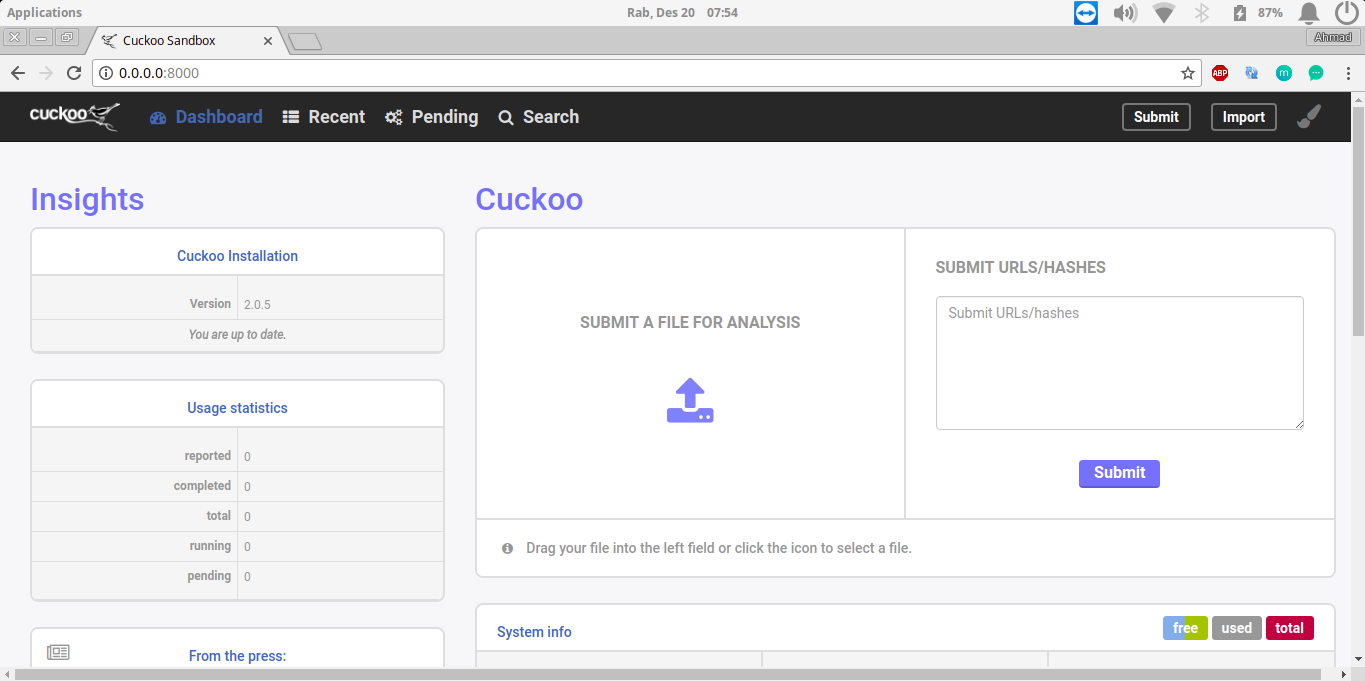 Applications
Rab, Des 20 07:54
87%
Cuckoo Sandbox
Ahmad
0.0.0.0:8000
ABP
m
cuckoo
Dashboard
Recent
Pending
Search
Submit
Import
Insights
Cuckoo Installation
Version 2.0.5
You are up to date.
Usage statistics
reported 0
completed 0
total 0
running 0
pending 0
From the press:
Cuckoo
SUBMIT A FILE FOR ANALYSIS
SUBMIT URLS/HASHES
Submit URLs/hashes
Submit
Drag your file into the left field or click the icon to select a file.
System info
free
used
total